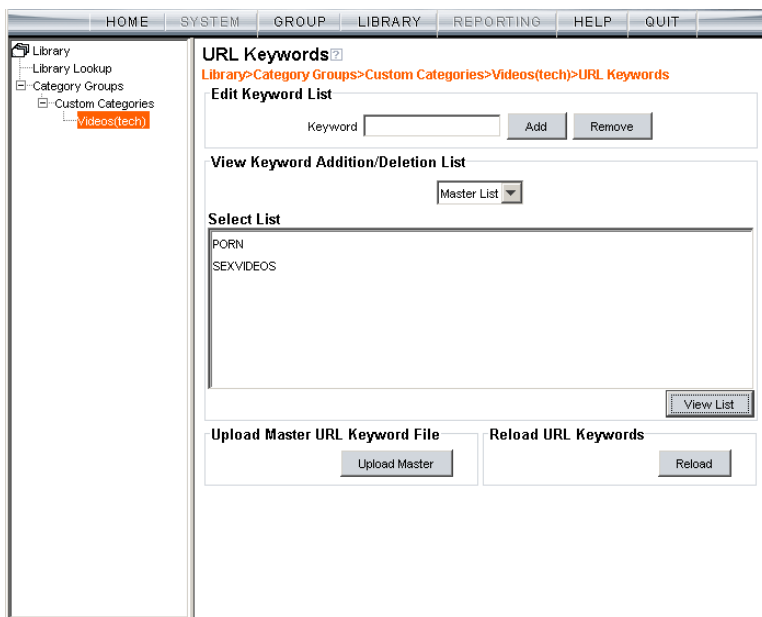 HOME SYSTEM GROUP LIBRARY REPORTING HELP QUIT
Library
Library Lookup
Category Groups
Custom Categories
Videos(tech)
URL Keywords?
Library>Category Groups>Custom Categories>Videos(tech)>URL Keywords
Edit Keyword List
Keyword Add Remove
View Keyword Addition/Deletion List
Master List
Select List
PORN
SEXVIDEOS
View List
Upload Master URL Keyword File Reload URL Keywords
Upload Master Reload